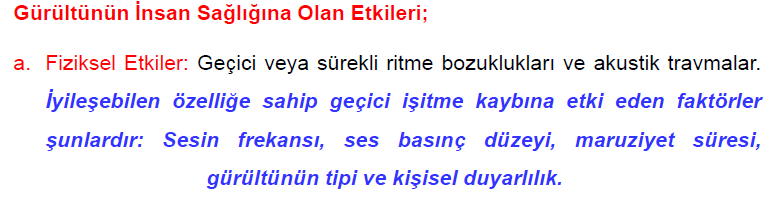 Gürültünün İnsan Sağlığına Olan Etkileri;
a. Fiziksel Etkiler: Geçici veya sürekli ritme bozuklukları ve akustik travmalar.
İyileşebilen özelliğe sahip geçici işitme kaybına etki eden faktörler
şunlardır: Sesin frekansı, ses basınç düzeyi, maruziyet süresi,
gürültünün tipi ve kişisel duyarlılık.